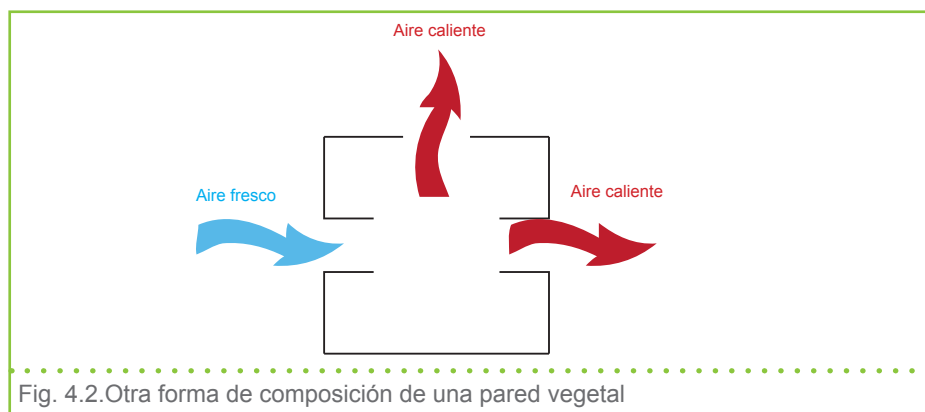 Aire caliente
Aire fresco
Aire caliente
Fig. 4.2.Otra forma de composición de una pared vegetal